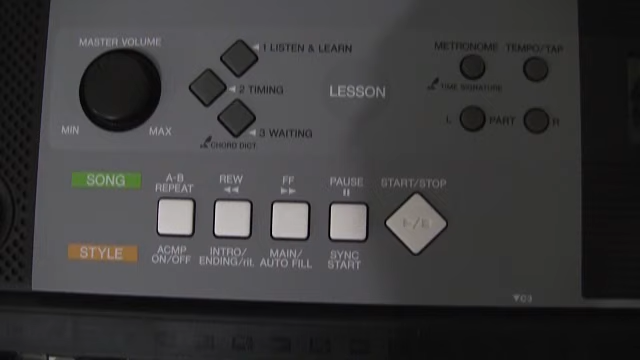 MASTER VOLUME
MIN
MAX
1 LISTEN & LEARN
2 TIMING
3 WAITING
CHORD DICT.
LESSON
METRONOME
TEMPO/TAP
TIME SIGNATURE
L
PART
R
SONG
A-B
REPEAT
REW
FF
PAUSE
START/STOP
STYLE
ACMP
ON/OFF
INTRO/
ENDING/rit.
MAIN/
AUTO FILL
SYNC
START
C3